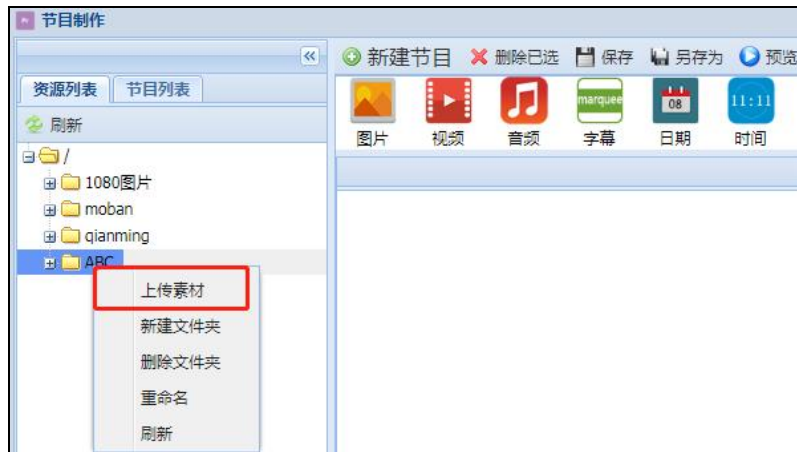 节目制作
新建节目 删除已选 保存 另存为 预览
资源列表 节目列表
刷新
marquee 08 11:11
图片 视频 音频 字幕 日期 时间
/
1080图片
moban
qianming
ABC
上传素材
新建文件夹
删除文件夹
重命名
刷新